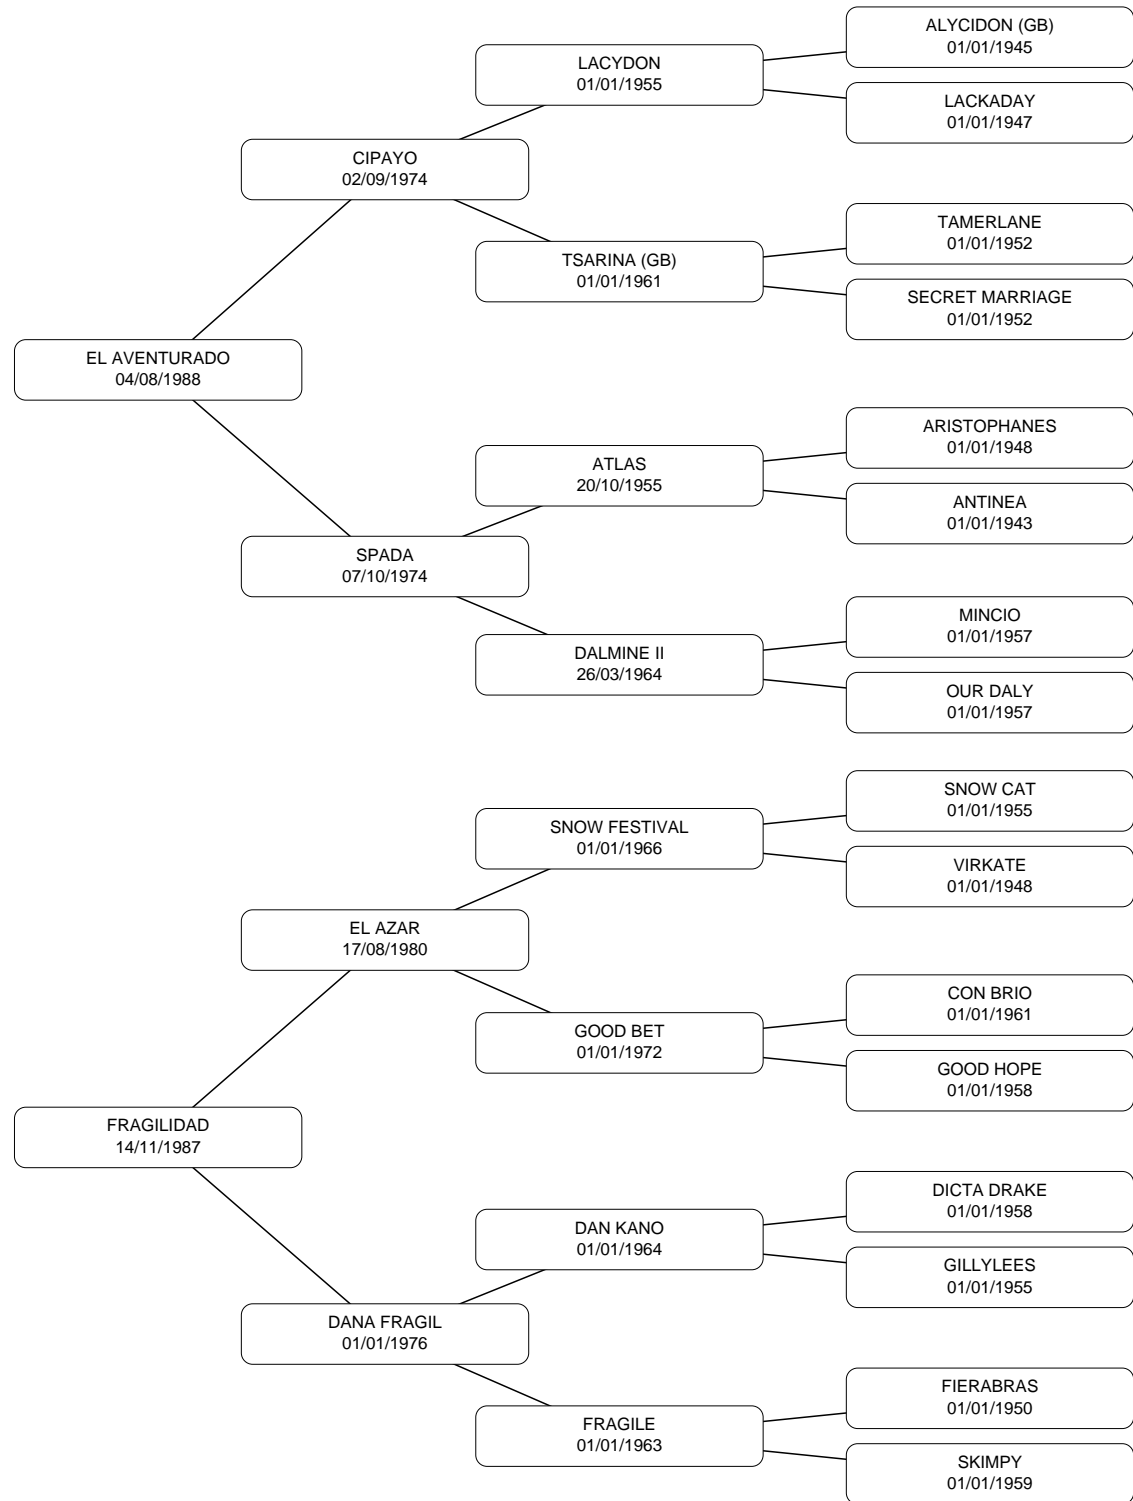 ALYCIDON (GB)
01/01/1945
LACYDON
01/01/1955
LACKADAY
01/01/1947
CIPAYO
02/09/1974
TAMERLANE
01/01/1952
TSARINA (GB)
01/01/1961
SECRET MARRIAGE
01/01/1952
EL AVENTURADO
04/08/1988
ARISTOPHANES
01/01/1948
ATLAS
20/10/1955
ANTINEA
01/01/1943
SPADA
07/10/1974
MINCIO
01/01/1957
DALMINE II
26/03/1964
OUR DALY
01/01/1957
SNOW CAT
01/01/1955
SNOW FESTIVAL
01/01/1966
VIRKATE
01/01/1948
EL AZAR
17/08/1980
CON BRIO
01/01/1961
GOOD BET
01/01/1972
GOOD HOPE
01/01/1958
FRAGILIDAD
14/11/1987
DICTA DRAKE
01/01/1958
DAN KANO
01/01/1964
GILLYLEES
01/01/1955
DANA FRAGIL
01/01/1976
FIERABRAS
01/01/1950
FRAGILE
01/01/1963
SKIMPY
01/01/1959